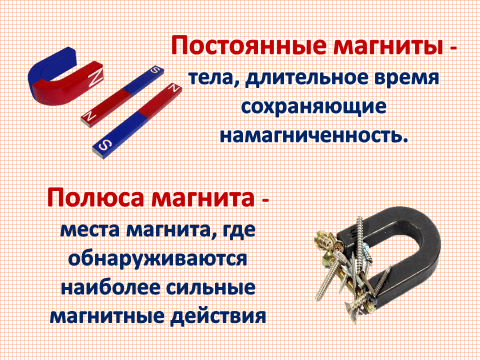 Постоянные магниты -
тела, длительное время
сохраняющие
намагниченность.
N
S
N
N
S
Полюса магнита -
места магнита, где
обнаруживаются
наиболее сильные
магнитные действия